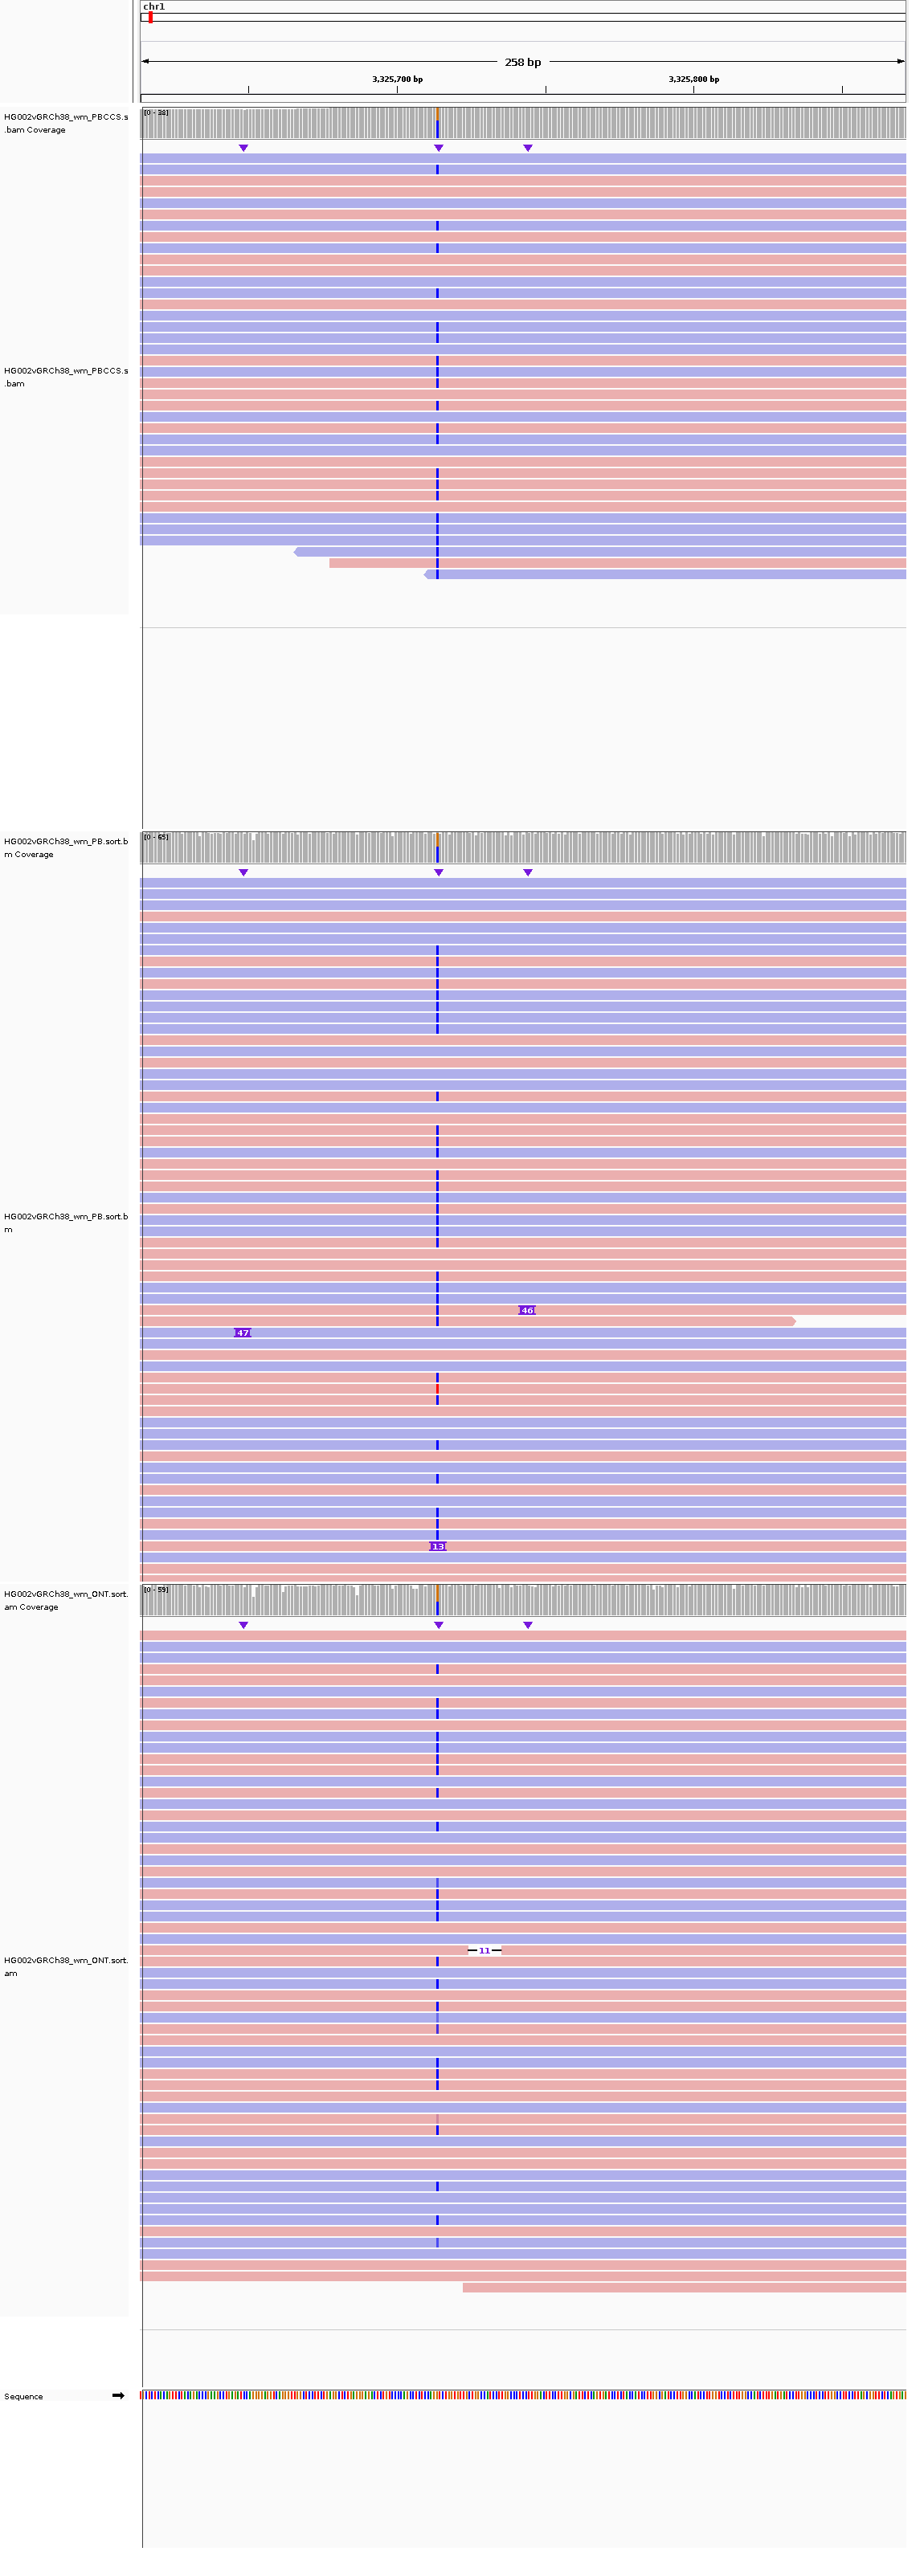 chr1
258 bp
3,325,700 bp 3,325,800 bp
HG002vGRCh38_wm_PBCCS.s
.bam Coverage
[0 - 38]
HG002vGRCh38_wm_PBCCS.s
.bam
HG002vGRCh38_wm_PB.sort.b
m Coverage
[0 - 65]
HG002vGRCh38_wm_PB.sort.b
m
46
47
13
HG002vGRCh38_wm_ONT.sort.
am Coverage
[0 - 59]
11
HG002vGRCh38_wm_ONT.sort.
am
Sequence